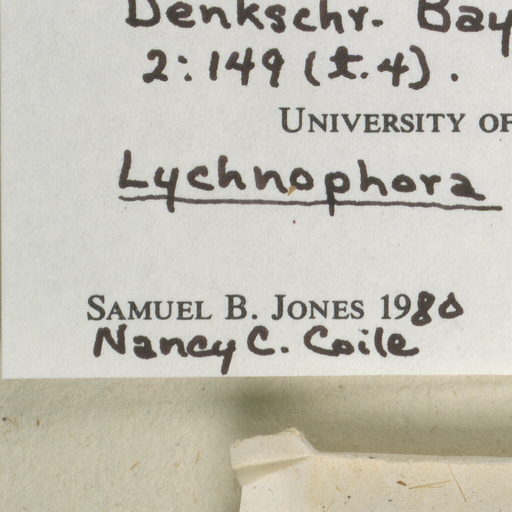 Denkschr. Bay
2:149 (t.4).
UNIVERSITY OF
Lychnophora
SAMUEL B. JONES 1980
Nancy C. Coile